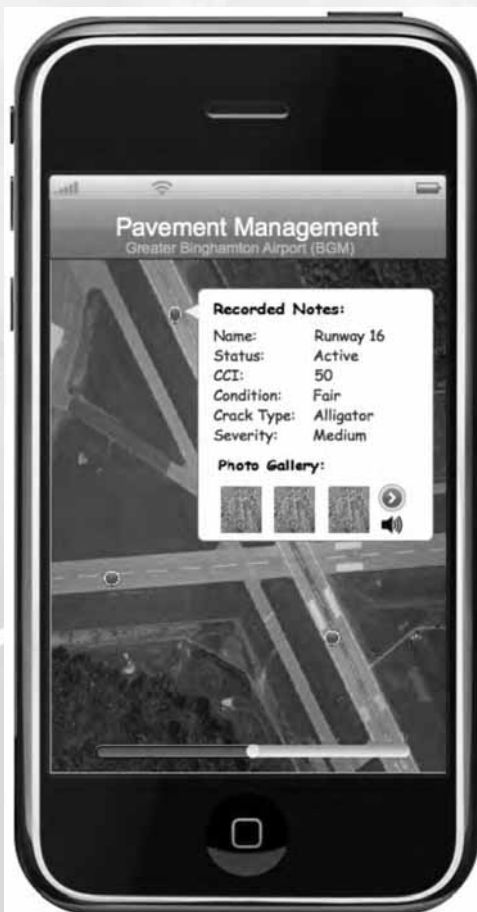 Pavement Management
Greater Binghamton Airport (BGM)
Recorded Notes:
Name: Runway 16
Status: Active
CCI: 50
Condition: Fair
Crack Type: Alligator
Severity: Medium
Photo Gallery: